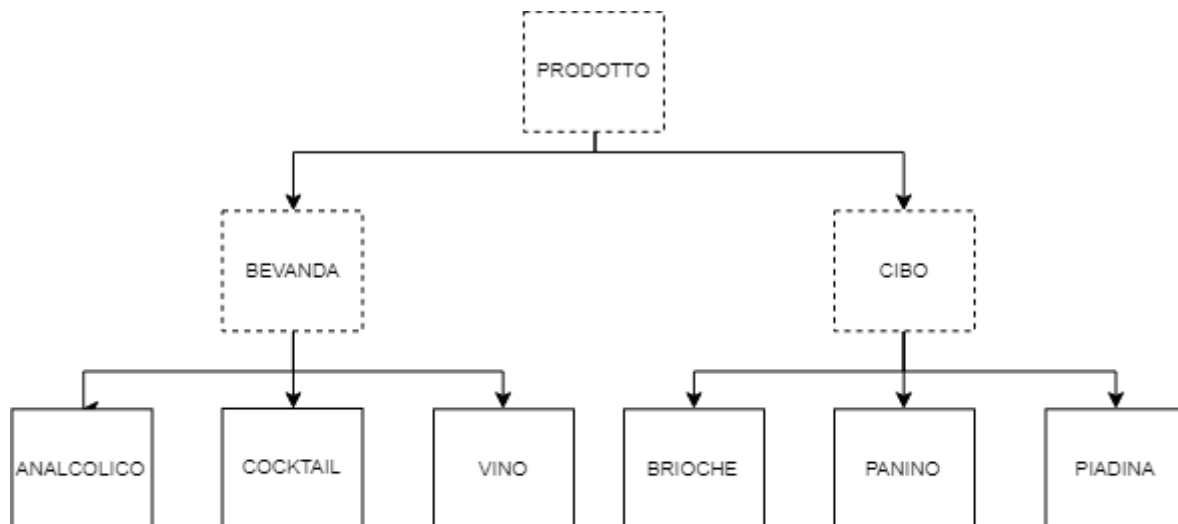 PRODOTTO
BEVANDA
CIBO
ANALCOLICO
COCKTAIL
VINO
BRIOCHE
PANINO
PIADINA